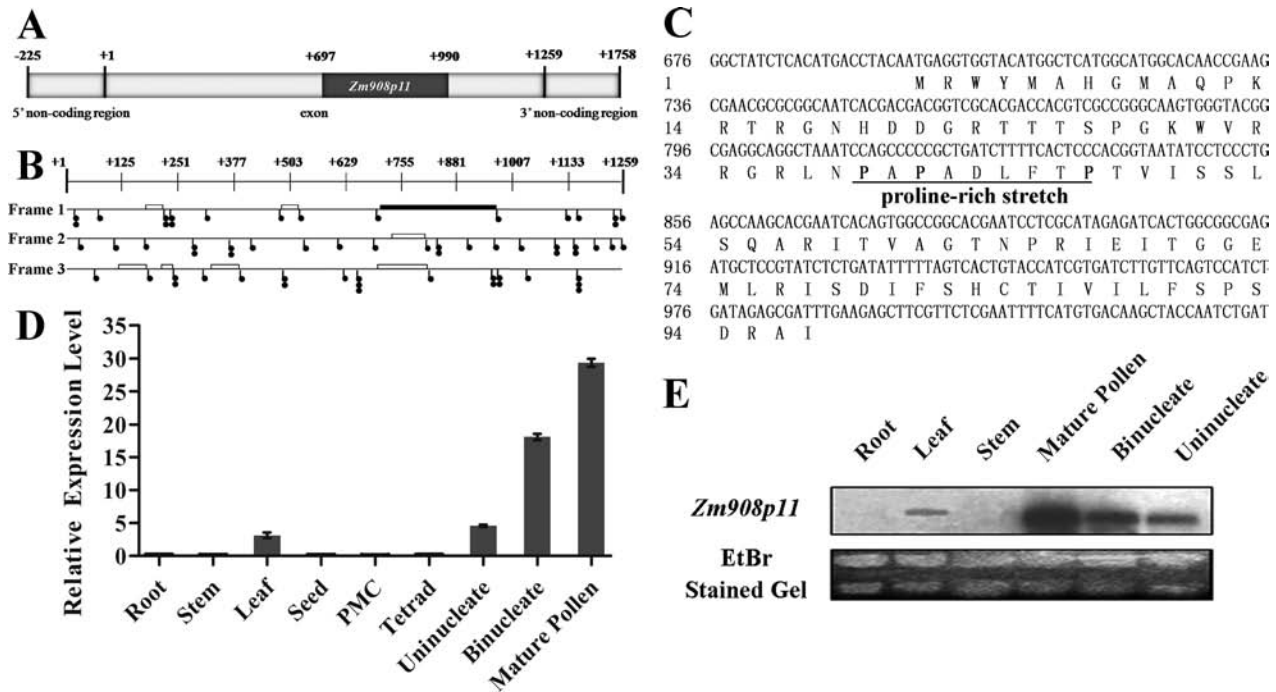 A
-225 +1 +697 +990 +1259 +1758
Zm908p11
5' non-coding region exon 3' non-coding region
B
+1 +125 +251 +377 +503 +629 +755 +881 +1007 +1133 +1259
Frame 1
Frame 2
Frame 3
C
676 GGCTATCTCACATGACCTACAATGAGGTGGTACATGGCTCATGGCATGGCACAACCGAAG
1 M R W Y M A H G M A Q P K
736 CGAACGCGCGGCAATCACGACGACGGTCGCACGACCACGTCGCCGGGCAAGTGGGTACGG
14 R T R G N H D D G R T T T S P G K W V R
796 CGAGGCAGGCTAAATCCAGCCCCCGCTGATCTTTTCACTCCCACGGTAATATCCTCCCTG
34 R G R L N P A P A D L F T P T V I S S L
proline-rich stretch
856 AGCCAAGCACGAATCACAGTGGCCGGCACGAATCCTCGCATAGAGATCACTGGCGGCGAG
54 S Q A R I T V A G T N P R I E I T G G E
916 ATGCTCCGTATCTCTGATATTTTTAGTCACTGTACCATCGTGATCTTGTTCAGTCCATCT
74 M L R I S D I F S H C T I V I L F S P S
976 GATAGAGCGATTTGAAGAGCTTCGTTCTCGAATTTTCATGTGACAAGCTACCAATCTGAT
94 D R A I
D
Relative Expression Level
35
30
25
20
15
10
5
0
Root Stem Leaf Seed PMC Tetrad Uninucleate Binucleate Mature Pollen
E
Root Leaf Stem Mature Pollen Binucleate Uninucleate
Zm908p11
EtBr
Stained Gel